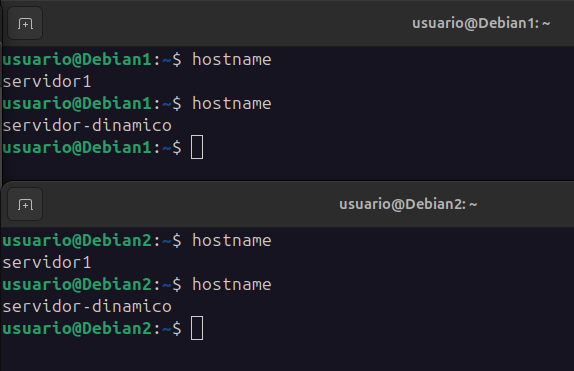 usuario@Debian1: ~
usuario@Debian1:~$ hostname
servidor1
usuario@Debian1:~$ hostname
servidor-dinamico
usuario@Debian1:~$
usuario@Debian2: ~
usuario@Debian2:~$ hostname
servidor1
usuario@Debian2:~$ hostname
servidor-dinamico
usuario@Debian2:~$